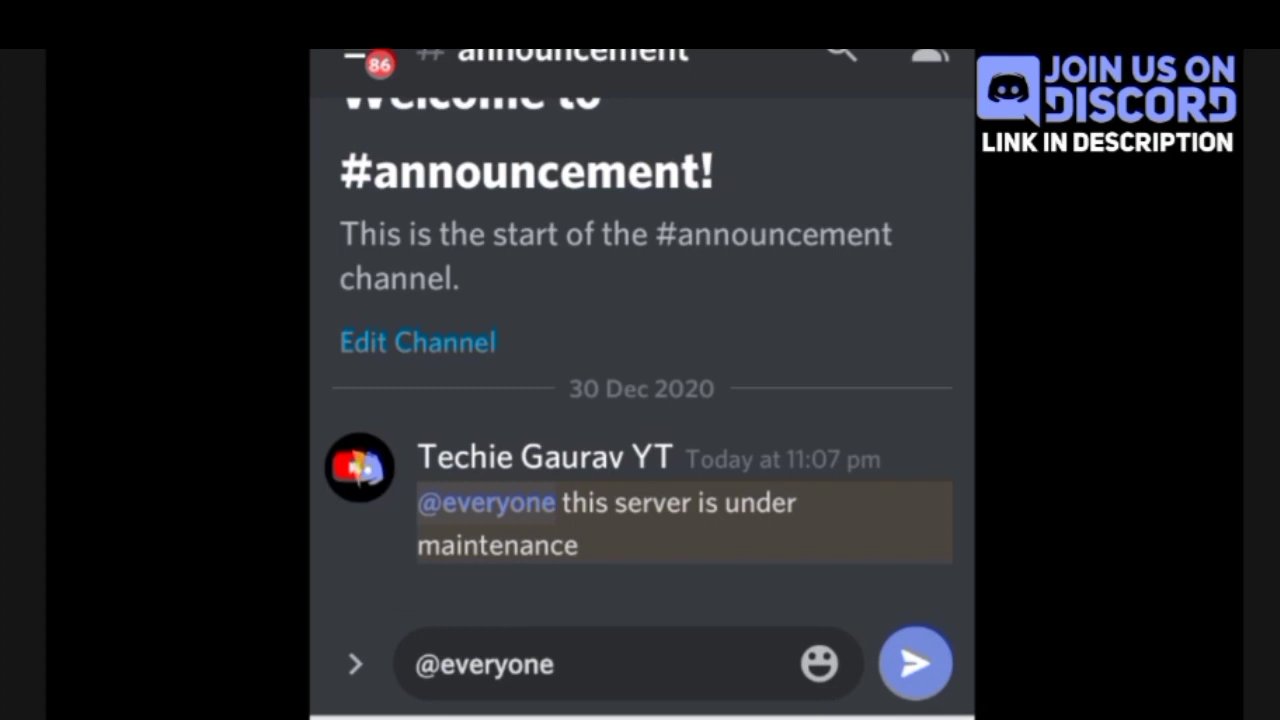 86
# announcement
JOIN US ON
DISCORD
LINK IN DESCRIPTION
Welcome to
#announcement!
This is the start of the #announcement
channel.
Edit Channel
30 Dec 2020
Techie Gaurav YT Today at 11:07 pm
@everyone this server is under
maintenance
@everyone